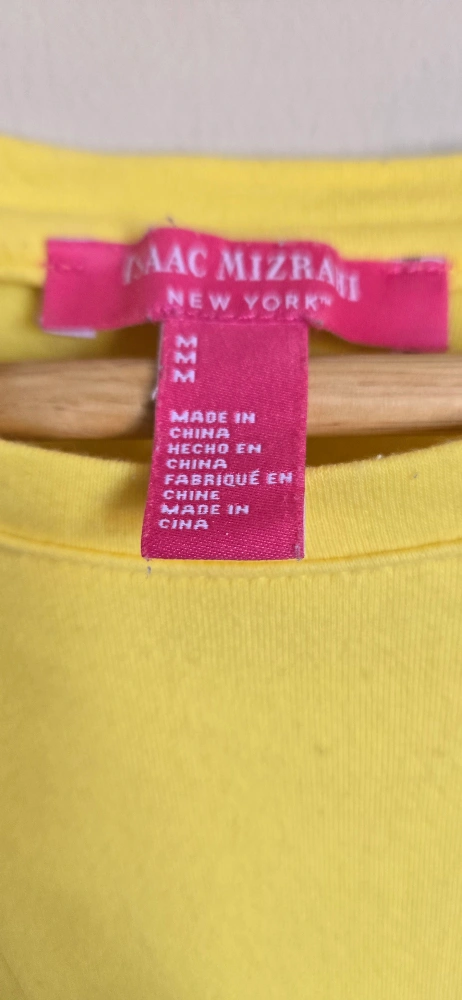 ISAAC MIZRAHI
NEW YORK™
M
M
M
MADE IN
CHINA
HECHO EN
CHINA
FABRIQUÉ EN
CHINE
MADE IN
CINA